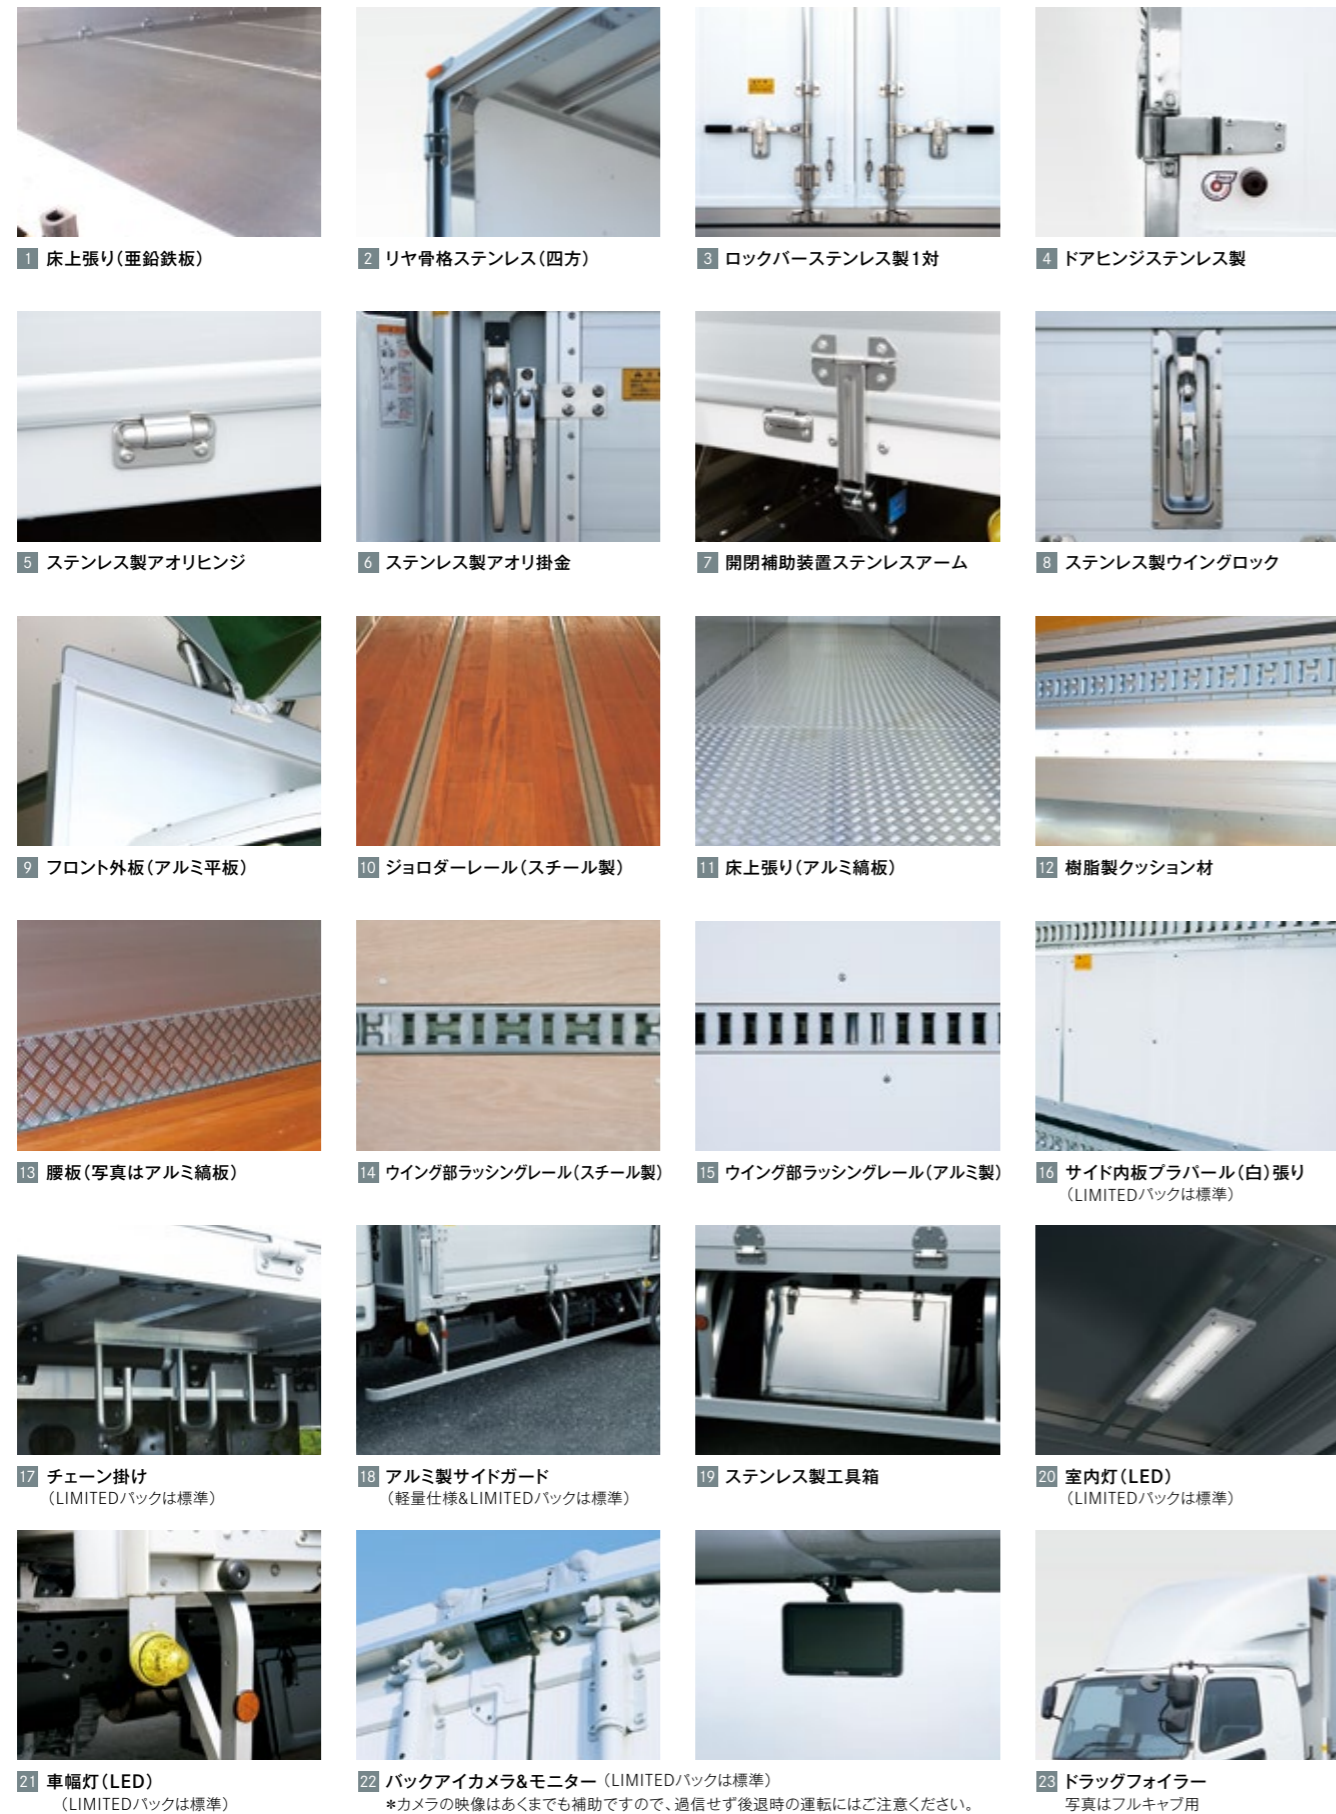 1 床上張り（亜鉛鉄板）
2 リヤ骨格ステンレス（四方）
3 ロックバーステンレス製1対
4 ドアヒンジステンレス製
5 ステンレス製アオリヒンジ
6 ステンレス製アオリ掛金
7 開閉補助装置ステンレスアーム
8 ステンレス製ウイングロック
9 フロント外板（アルミ平板）
10 ジョロダーレール（スチール製）
11 床上張り（アルミ縞板）
12 樹脂製クッション材
13 腰板（写真はアルミ縞板）
14 ウイング部ラッシングレール（スチール製）
15 ウイング部ラッシングレール（アルミ製）
16 サイド内板プラパール（白）張り
（LIMITEDパックは標準）
17 チェーン掛け
（LIMITEDパックは標準）
18 アルミ製サイドガード
（軽量仕様&LIMITEDパックは標準）
19 ステンレス製工具箱
20 室内灯（LED）
（LIMITEDパックは標準）
21 車幅灯（LED）
（LIMITEDパックは標準）
22 バックアイカメラ&モニター（LIMITEDパックは標準）
*カメラの映像はあくまでも補助ですので、過信せず後退時の運転にはご注意ください。
23 ドラッグフォイラー
写真はフルキャブ用